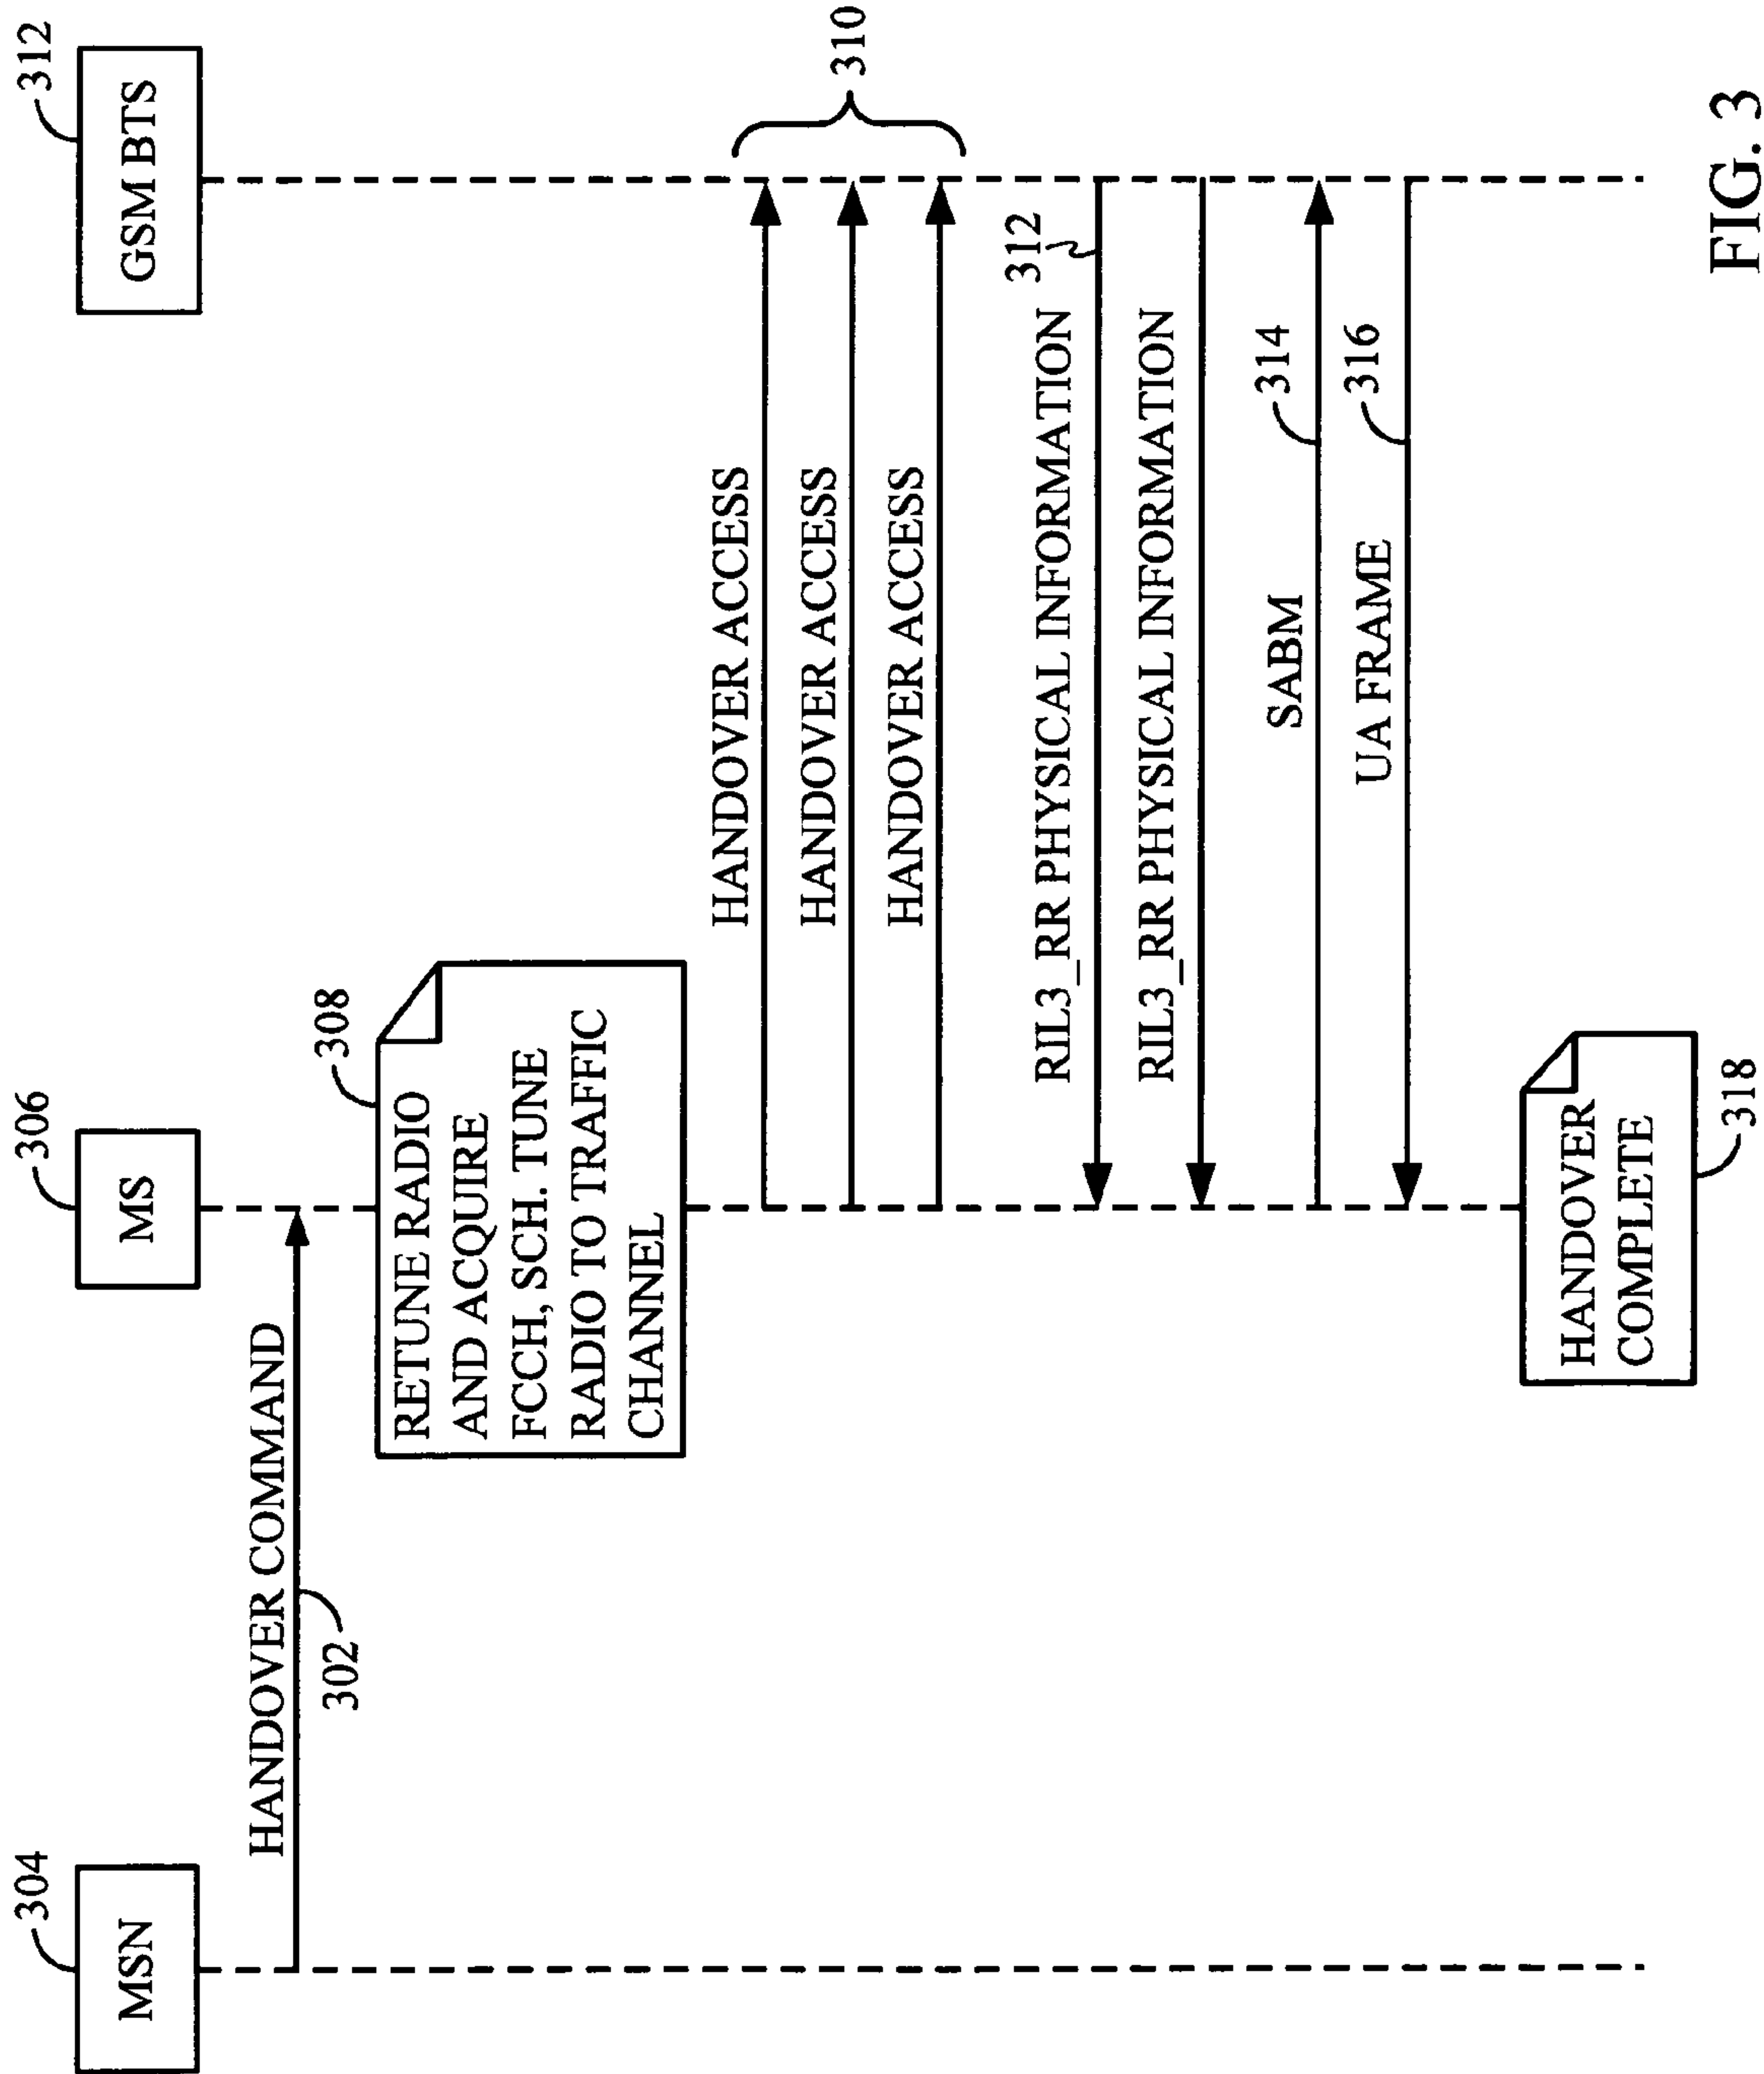 304
306
312
MSN
MS
GSM BTS
HANDOVER COMMAND
302
308
RETUNE RADIO
AND ACQUIRE
FCCH, SCH. TUNE
RADIO TO TRAFFIC
CHANNEL
HANDOVER ACCESS
HANDOVER ACCESS
HANDOVER ACCESS
310
RIL3_RR PHYSICAL INFORMATION
312
RIL3_RR PHYSICAL INFORMATION
SABM
314
UA FRAME
316
HANDOVER
COMPLETE
318
FIG. 3